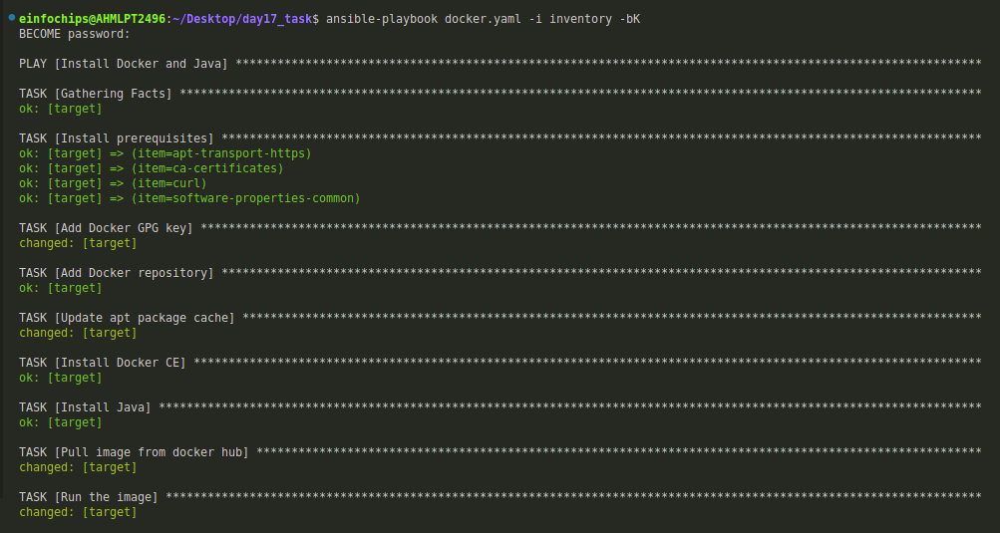 einfochips@AHMLPT2496:~/Desktop/day17_task$ ansible-playbook docker.yaml -i inventory -bK
BECOME password:
PLAY [Install Docker and Java] ***********************************************************************************************************
TASK [Gathering Facts] *******************************************************************************************************************
ok: [target]
TASK [Install prerequisites] *************************************************************************************************************
ok: [target] => (item=apt-transport-https)
ok: [target] => (item=ca-certificates)
ok: [target] => (item=curl)
ok: [target] => (item=software-properties-common)
TASK [Add Docker GPG key] ****************************************************************************************************************
changed: [target]
TASK [Add Docker repository] *************************************************************************************************************
ok: [target]
TASK [Update apt package cache] **********************************************************************************************************
changed: [target]
TASK [Install Docker CE] *****************************************************************************************************************
ok: [target]
TASK [Install Java] **********************************************************************************************************************
ok: [target]
TASK [Pull image from docker hub] ********************************************************************************************************
changed: [target]
TASK [Run the image] *********************************************************************************************************************
changed: [target]